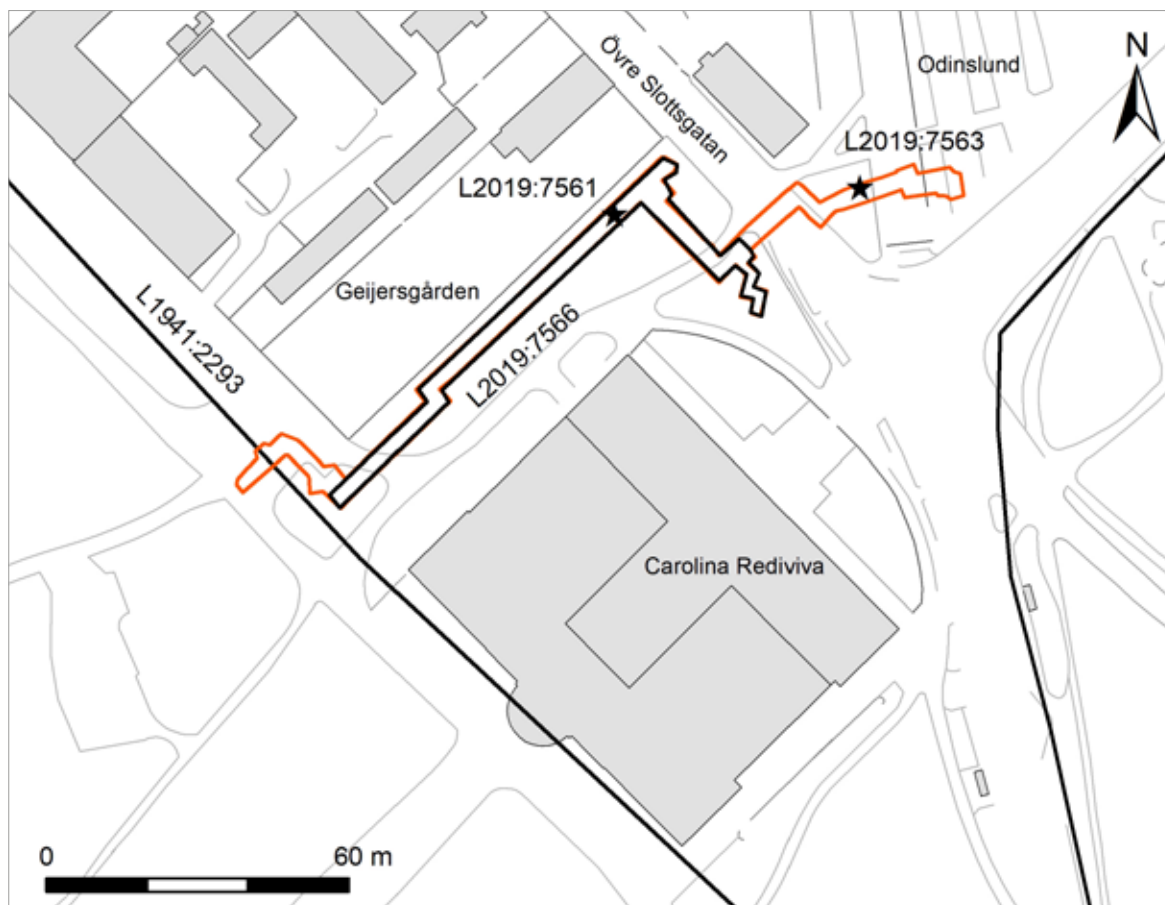 Övre Slottsgatan
Odinslund
N
L2019:7563
L2019:7561
Geijersgården
L1941:2293
L2019:7566
Carolina Rediviva
0 60 m